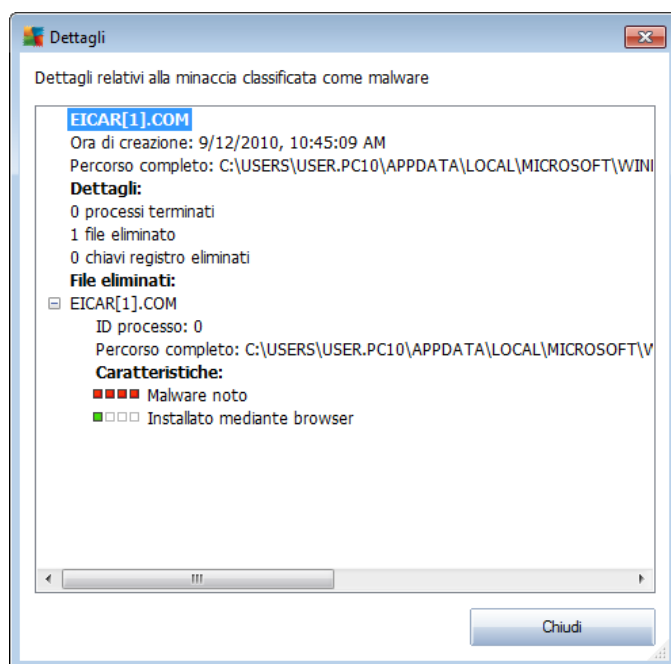 Dettagli
Dettagli relativi alla minaccia classificata come malware
EICAR[1].COM
Ora di creazione: 9/12/2010, 10:45:09 AM
Percorso completo: C:\USERS\USER.PC10\APPDATA\LOCAL\MICROSOFT\WINI
Dettagli:
0 processi terminati
1 file eliminato
0 chiavi registro eliminati
File eliminati:
EICAR[1].COM
ID processo: 0
Percorso completo: C:\USERS\USER.PC10\APPDATA\LOCAL\MICROSOFT\W
Caratteristiche:
Malware noto
Installato mediante browser
Chiudi